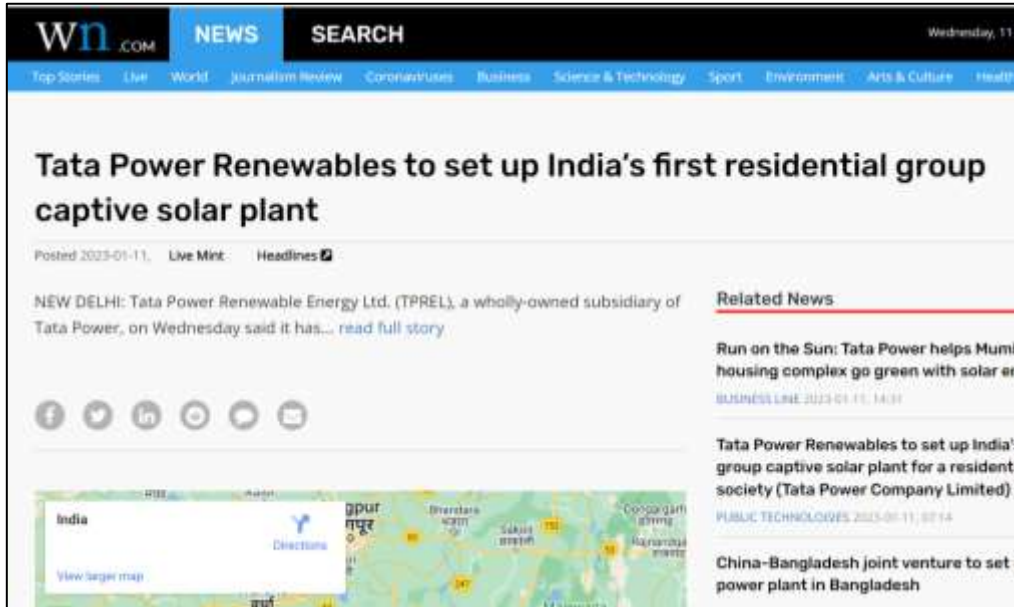 Wn.COM NEWS SEARCH Wednesday, 11
Top Stories Live World Journalism Review Coronaviruses Business Science & Technology Sport Environment Arts & Culture Health
Tata Power Renewables to set up India's first residential group
captive solar plant
Posted 2023-01-11, Live Mint Headlines
NEW DELHI: Tata Power Renewable Energy Ltd. (TPREL), a wholly-owned subsidiary of
Tata Power, on Wednesday said it has... read full story
Related News
Run on the Sun: Tata Power helps Mum
housing complex go green with solar e
BUSINESS LINE 2023-01-11, 14:31
Tata Power Renewables to set up India'
group captive solar plant for a resident
society (Tata Power Company Limited)
PUBLIC TECHNOLOGIES 2023-01-11, 07:14
China-Bangladesh joint venture to set
power plant in Bangladesh
India
Directions
View larger map
gpur
Bhandara
Sakoli
Dongargarh
247